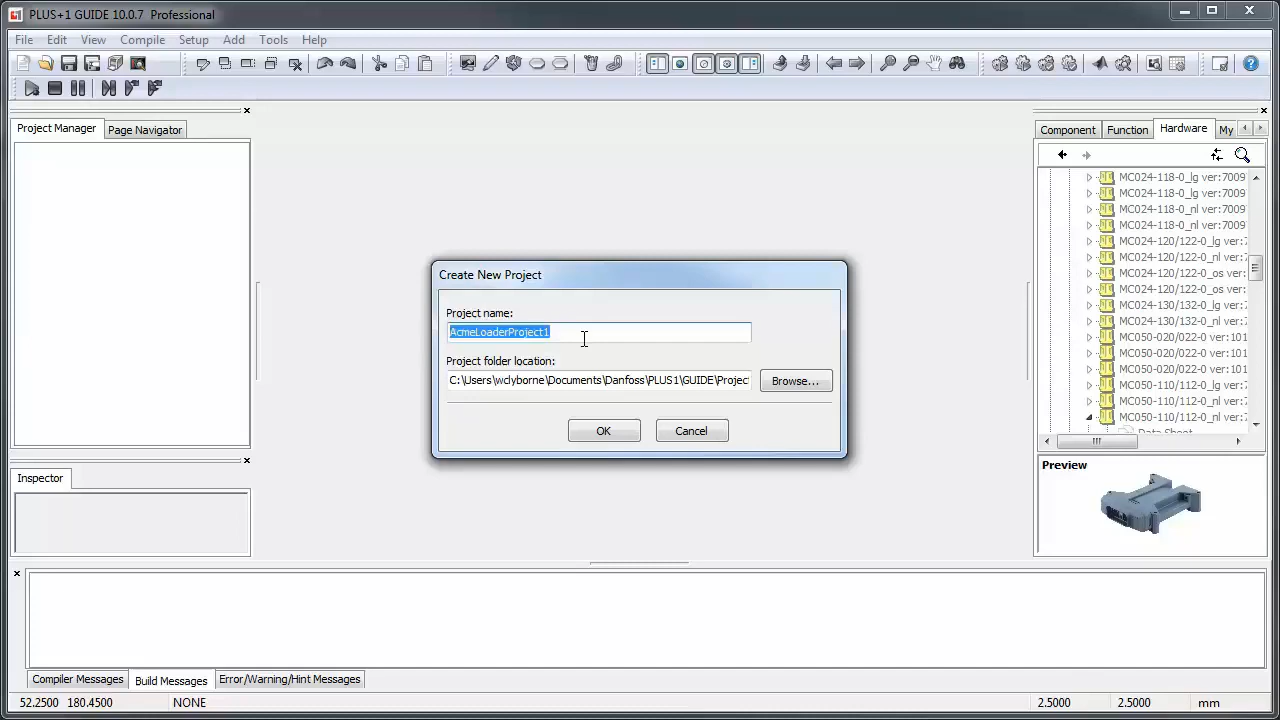 PLUS+1 GUIDE 10.0.7 Professional
File Edit View Compile Setup Add Tools Help
Project Manager Page Navigator
Component Function Hardware My
MC024-118-0_lg ver:7009
MC024-118-0_lg ver:7009
MC024-118-0_nl ver:7009
MC024-118-0_nl ver:7009
MC024-120/122-0_lg ver:
MC024-120/122-0_nl ver:
MC024-120/122-0_os ver:
MC024-120/122-0_os ver:
MC024-130/132-0_lg ver:
MC024-130/132-0_nl ver:
MC050-020/022-0 ver:101
MC050-020/022-0 ver:101
MC050-020/022-0 ver:101
MC050-110/112-0_lg ver:
MC050-110/112-0_nl ver:7
MC050-110/112-0_nl ver:7
Data Sheet
Create New Project
Project name:
AcmeLoaderProject1
Project folder location:
C:\Users\wclyborne\Documents\Danfoss\PLUS1\GUIDE\Project
Browse...
OK Cancel
Preview
Inspector
Compiler Messages Build Messages Error/Warning/Hint Messages
52.2500 180.4500 NONE 2.5000 2.5000 mm